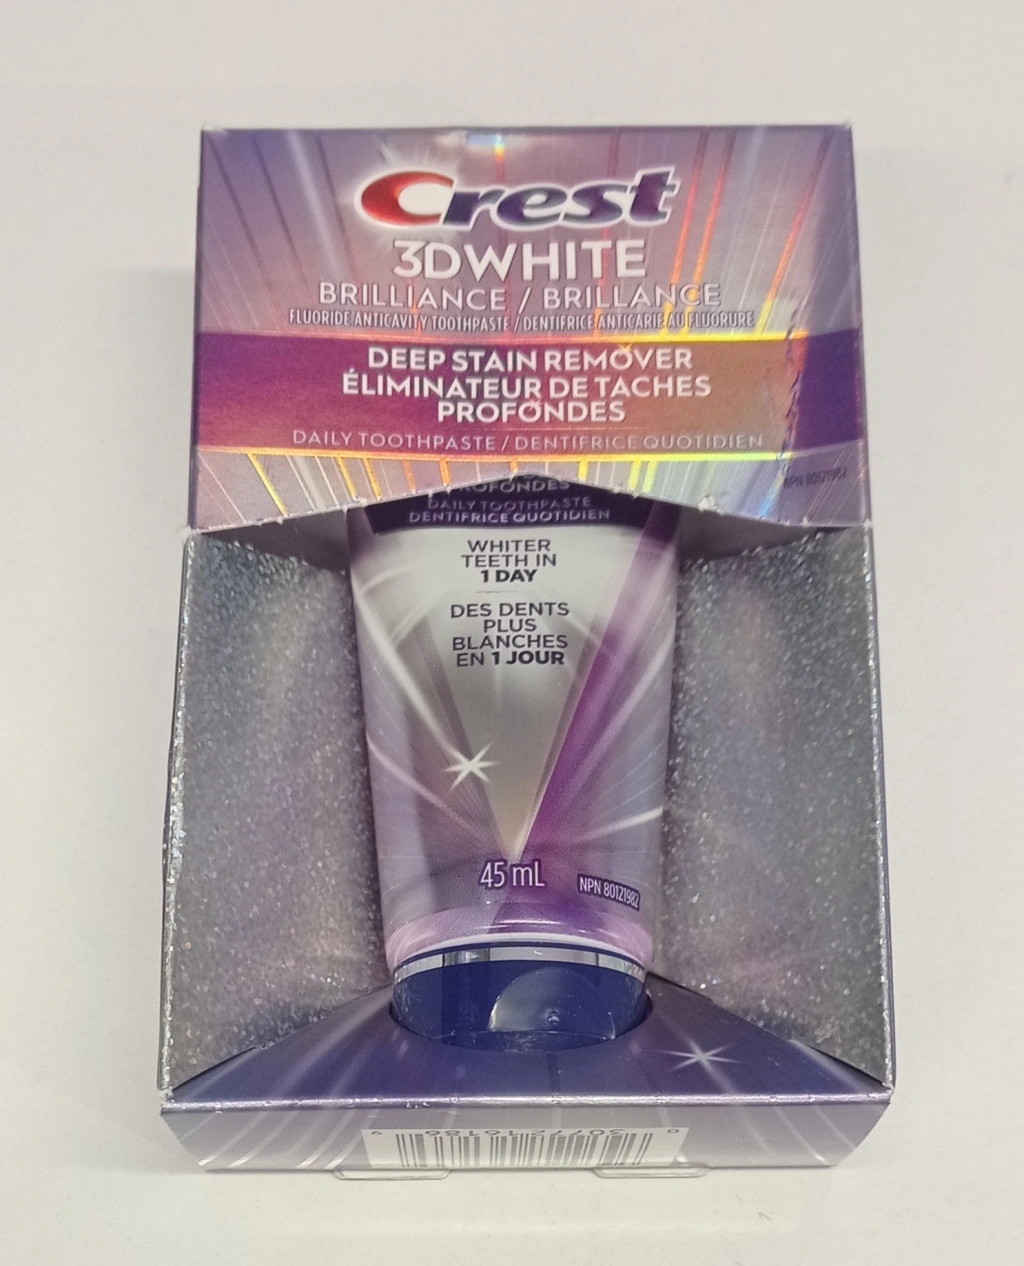 Crest
3DWHITE
BRILLIANCE / BRILLANCE
FLUORIDE ANTICAVITY TOOTHPASTE / DENTIFRICE ANTICARIE AU FLUORURE
DEEP STAIN REMOVER
ÉLIMINATEUR DE TACHES
PROFONDES
DAILY TOOTHPASTE / DENTIFRICE QUOTIDIEN
NPN 80121982
PROFONDES
DAILY TOOTHPASTE
DENTIFRICE QUOTIDIEN
WHITER
TEETH IN
1 DAY
DES DENTS
PLUS
BLANCHES
EN 1 JOUR
45 mL
NPN 80121982